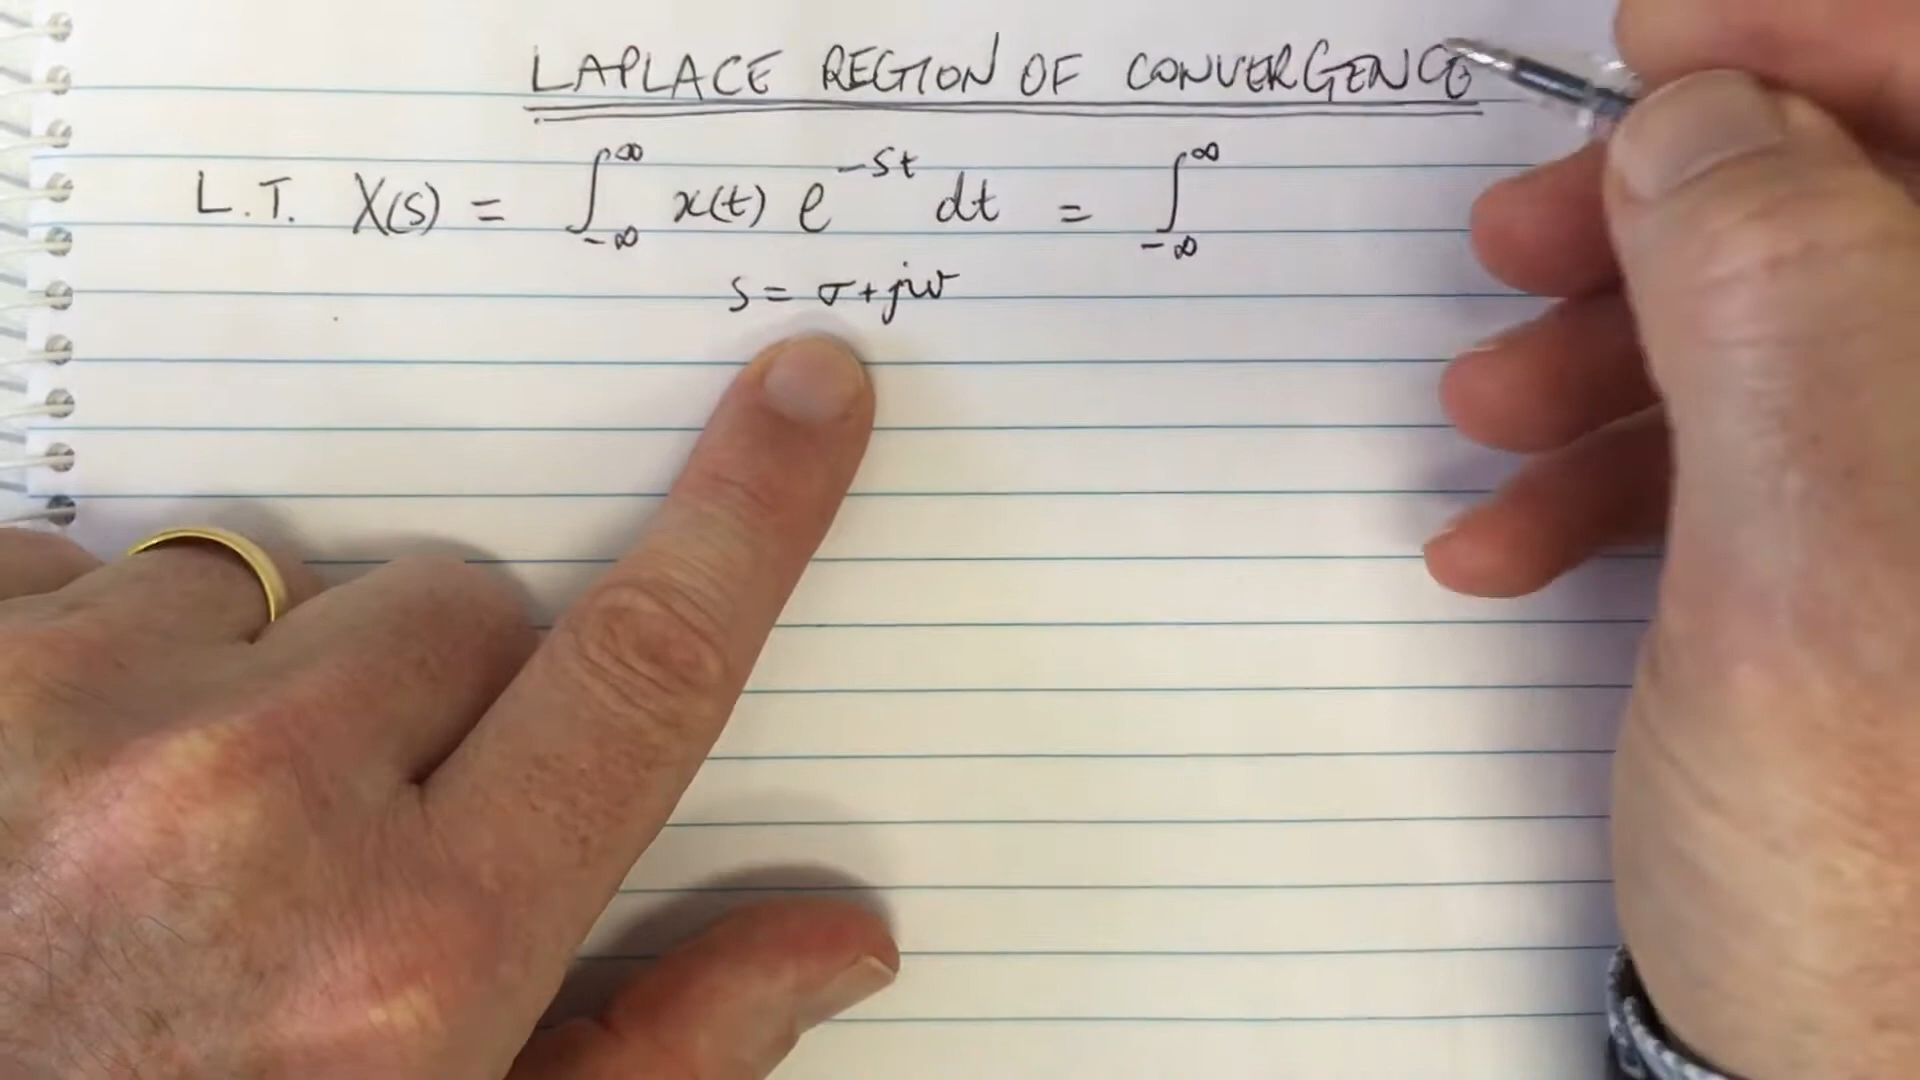 LAPLACE REGION OF CONVERGENCE
L.T. X(s) = ∫_{-∞}^{∞} x(t) e^{-st} dt = ∫_{-∞}^{∞}
s = σ + jω